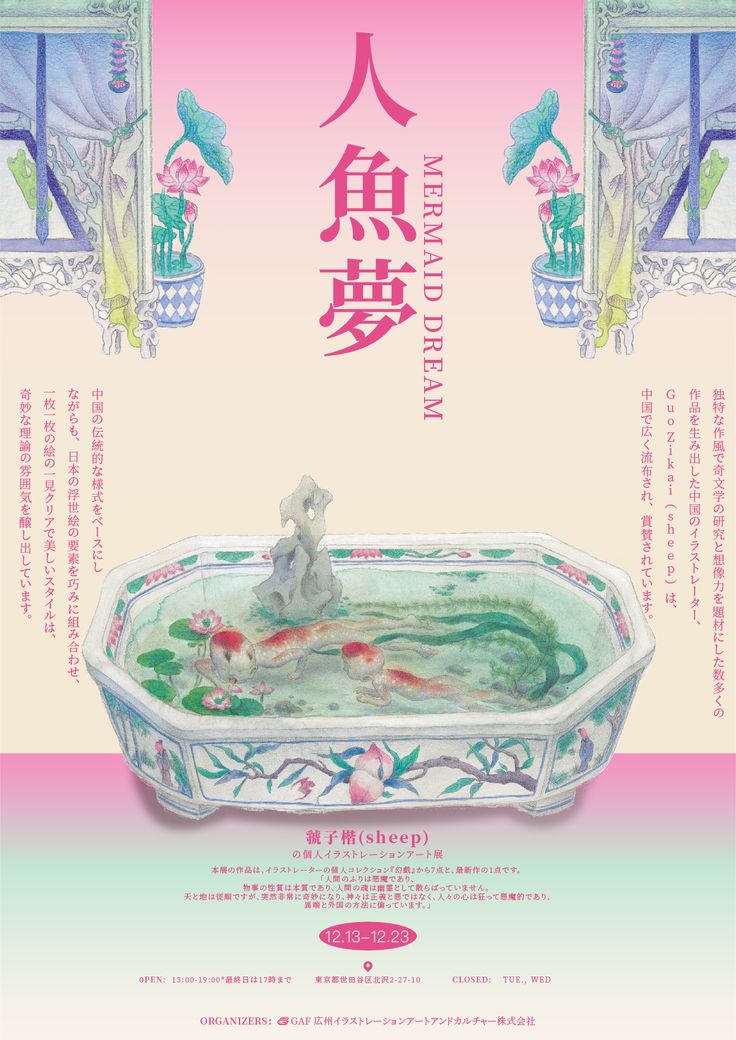 人魚夢
MERMAID DREAM
独特な作風で奇文学の研究と想像力を題材にした数多くの
作品を生み出した中国のイラストレーター、
GuoZikai(sheep)は、
中国で広く流布され、賞賛されています。
中国の伝統的な様式をベースにし
ながらも、日本の浮世絵の要素を巧みに組み合わせ、
一枚一枚の絵の一見クリアで美しいスタイルは、
奇妙な理論の雰囲気を醸し出しています。
虢子楷(sheep)
の個人イラストレーションアート展
本展の作品は、イラストレーターの個人コレクション『幻戯』から7点と、最新作の1点です。
「人間のふりは悪魔であり、
物事の性質は本質であり、人間の魂は幽霊として散らばっていません。
天と地は従順ですが、突然非常に奇妙になり、神々は正義と悪ではなく、人々の心は狂って悪魔的であり、
異端と外国の方法に偏っています。」
12.13–12.23
OPEN: 13:00-19:00*最終日は17時まで 東京都世田谷区北沢2-27-10 CLOSED: TUE., WED
ORGANIZERS: GAF 広州イラストレーションアートアンドカルチャー株式会社